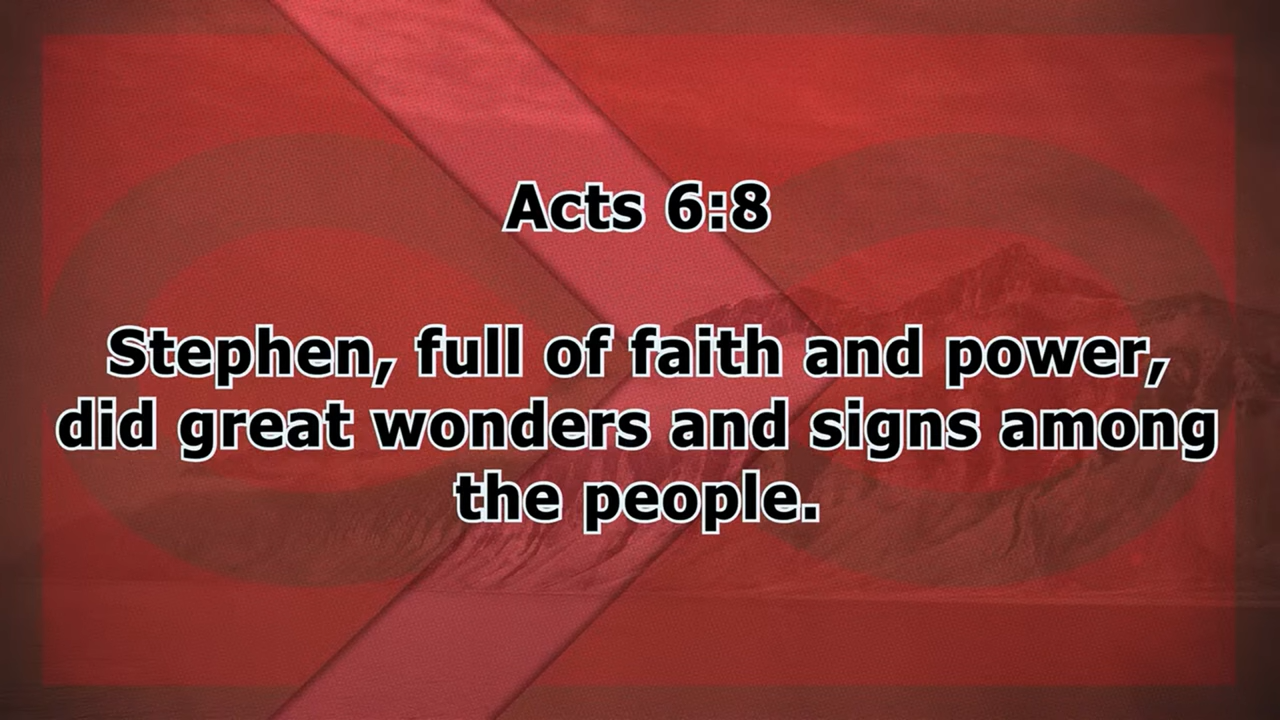 Acts 6:8
Stephen, full of faith and power,
did great wonders and signs among
the people.